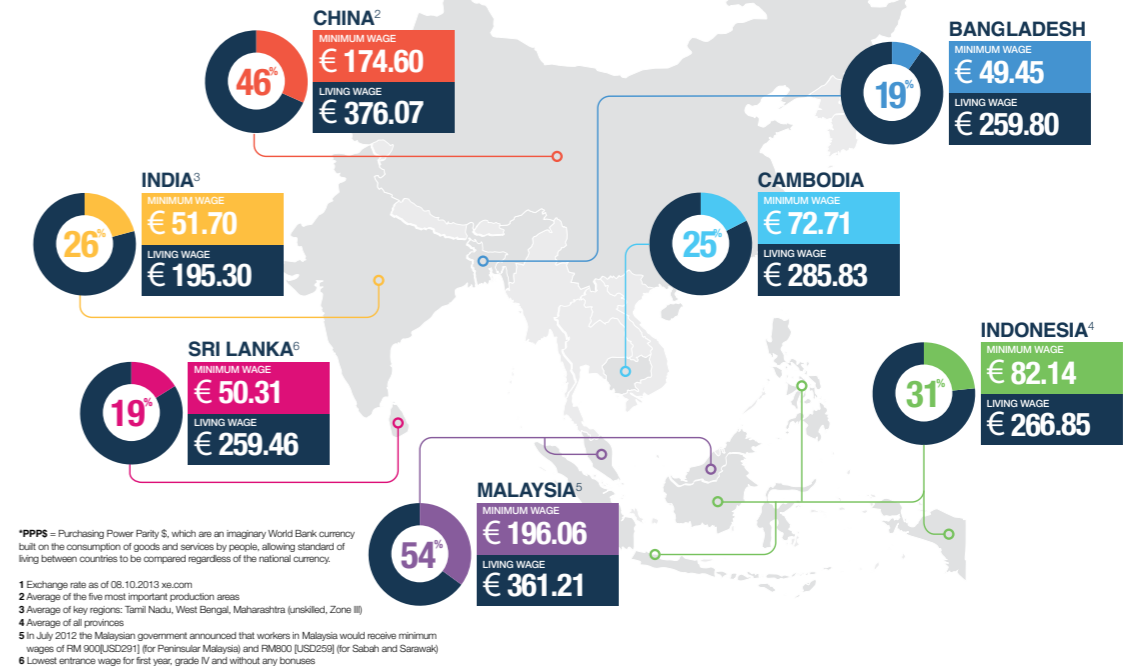 CHINA2
MINIMUM WAGE
€ 174.60
LIVING WAGE
€ 376.07
46%
BANGLADESH
MINIMUM WAGE
€ 49.45
LIVING WAGE
€ 259.80
19%
INDIA3
MINIMUM WAGE
€ 51.70
LIVING WAGE
€ 195.30
26%
CAMBODIA
MINIMUM WAGE
€ 72.71
LIVING WAGE
€ 285.83
25%
SRI LANKA6
MINIMUM WAGE
€ 50.31
LIVING WAGE
€ 259.46
19%
INDONESIA4
MINIMUM WAGE
€ 82.14
LIVING WAGE
€ 266.85
31%
MALAYSIA5
MINIMUM WAGE
€ 196.06
LIVING WAGE
€ 361.21
54%
*PPP$ = Purchasing Power Parity $, which are an imaginary World Bank currency
built on the consumption of goods and services by people, allowing standard of
living between countries to be compared regardless of the national currency.
1 Exchange rate as of 08.10.2013 xe.com
2 Average of the five most important production areas
3 Average of key regions: Tamil Nadu, West Bengal, Maharashtra (unskilled, Zone III)
4 Average of all provinces
5 In July 2012 the Malaysian government announced that workers in Malaysia would receive minimum
wages of RM 900[USD291] (for Peninsular Malaysia) and RM800 [USD259] (for Sabah and Sarawak)
6 Lowest entrance wage for first year, grade IV and without any bonuses